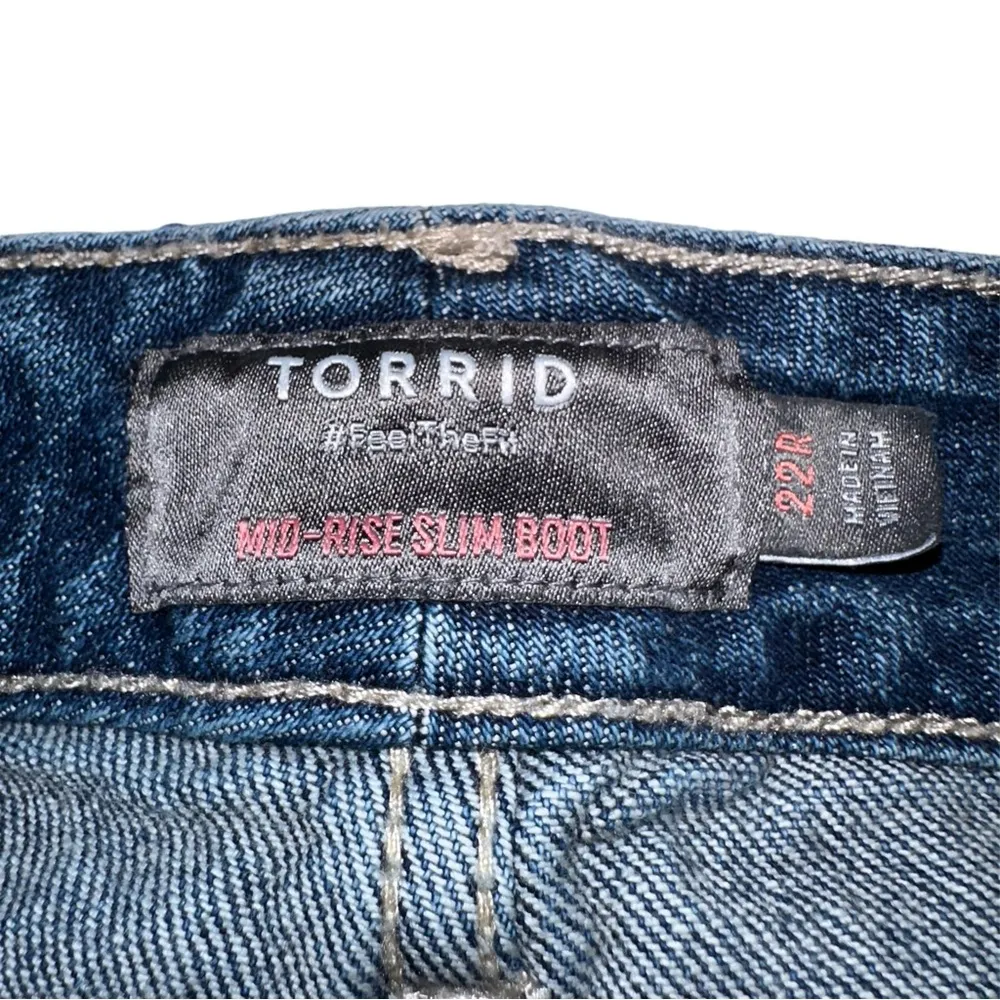 TORRID
#FeelTheFit
MID-RISE SLIM BOOT
22R
MADE IN
VIETNAM